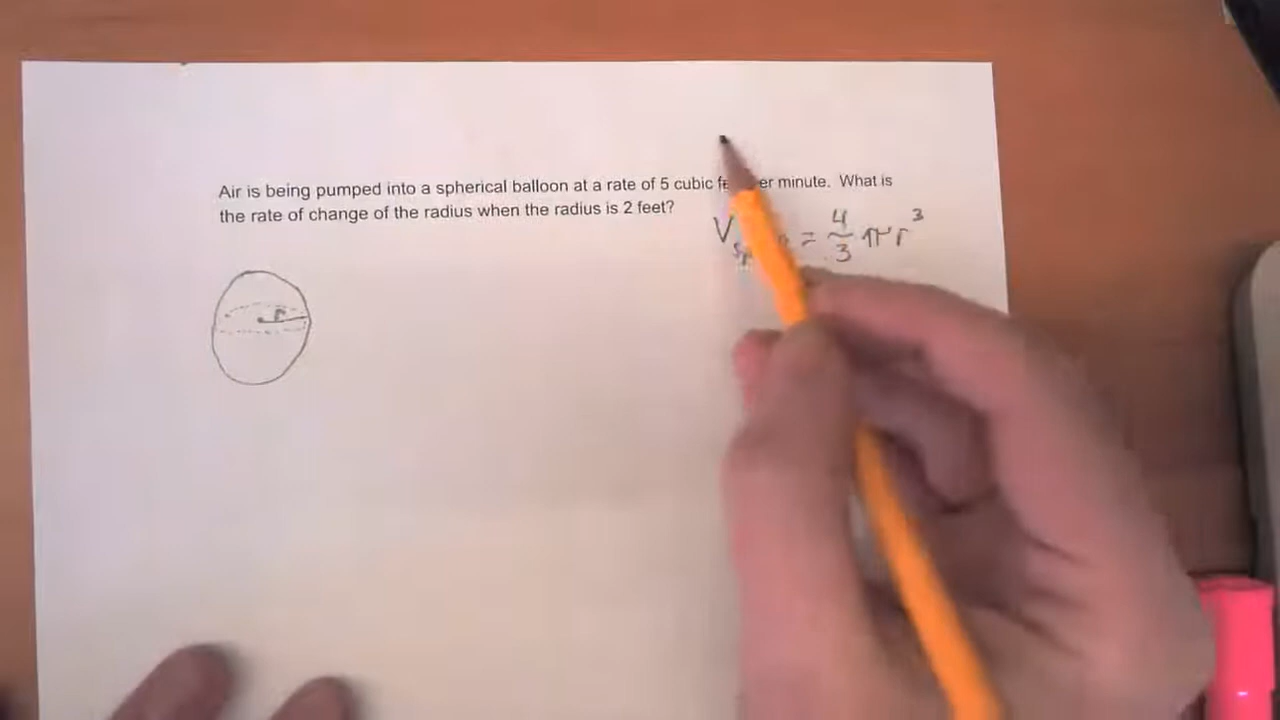 Air is being pumped into a spherical balloon at a rate of 5 cubic minute. What is
the rate of change of the radius when the radius is 2 feet?
V = 4/3 πr³
r